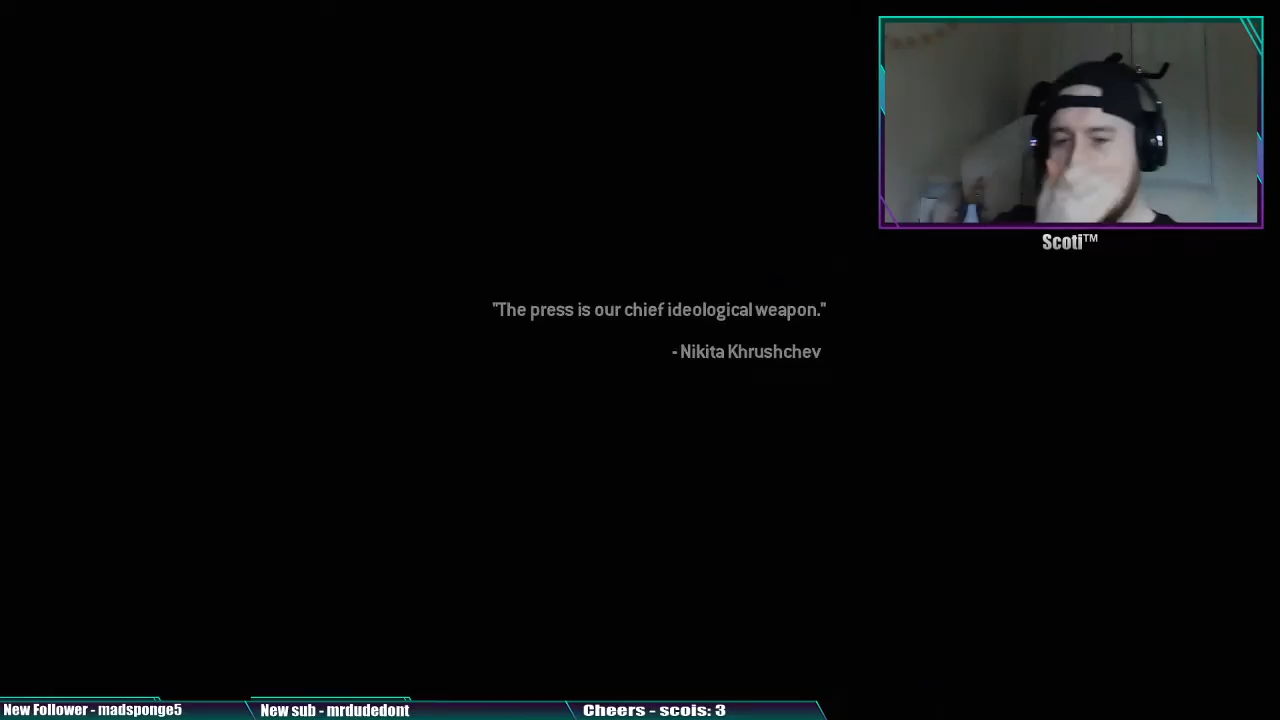 Scoti™
"The press is our chief ideological weapon."
- Nikita Khrushchev
New Follower - madsponge5
New sub - mrdudedont
Cheers - scois: 3